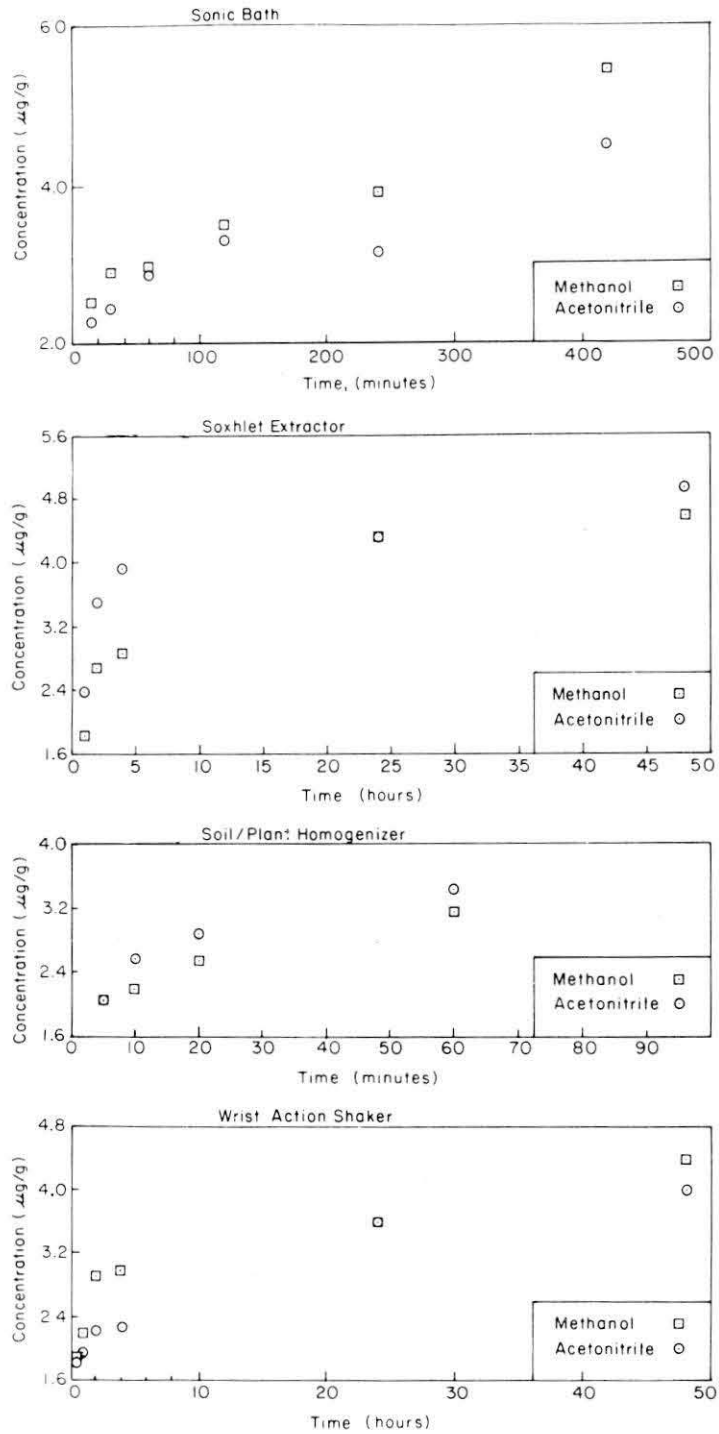 Sonic Bath
Concentration (µg/g)
6.0
4.0
2.0
0 100 200 300 400 500
Time, (minutes)
Methanol
Acetonitrile
Soxhlet Extractor
Concentration (µg/g)
5.6
4.8
4.0
3.2
2.4
1.6
0 5 10 15 20 25 30 35 40 45 50
Time (hours)
Methanol
Acetonitrile
Soil/Plant Homogenizer
Concentration (µg/g)
4.0
3.2
2.4
1.6
0 10 20 30 40 50 60 70 80 90
Time (minutes)
Methanol
Acetonitrile
Wrist Action Shaker
Concentration (µg/g)
4.8
4.0
3.2
2.4
1.6
0 10 20 30 40 50
Time (hours)
Methanol
Acetonitrile